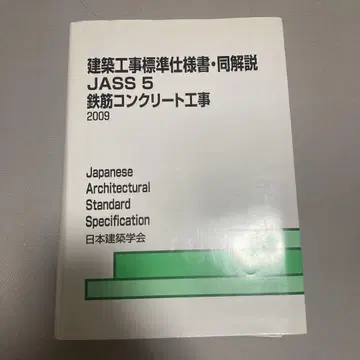 建築工事標準仕様書・同解説
JASS 5
鉄筋コンクリート工事
2009
Japanese
Architectural
Standard
Specification
日本建築学会